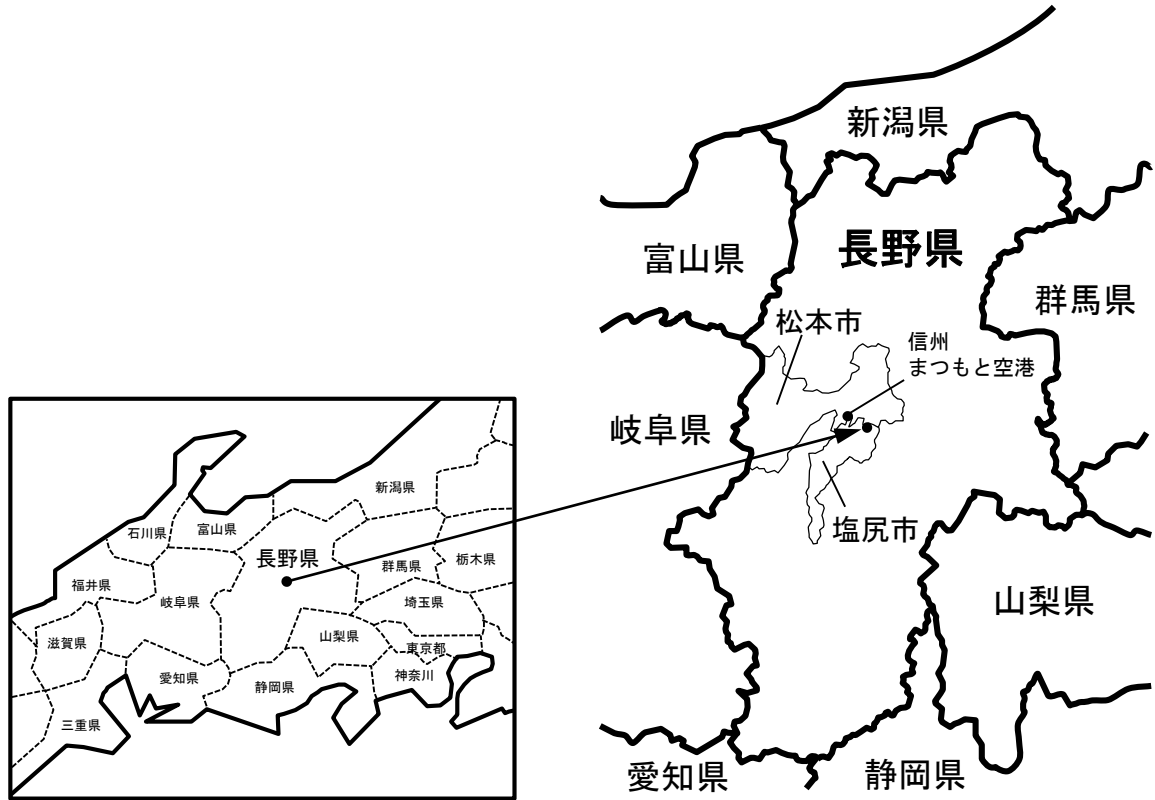 新潟県
富山県
長野県
群馬県
松本市
信州
まつもと空港
岐阜県
塩尻市
山梨県
愛知県
静岡県
新潟県
石川県
富山県
長野県
福井県
群馬県
栃木県
岐阜県
埼玉県
滋賀県
山梨県
東京都
愛知県
静岡県
神奈川
三重県